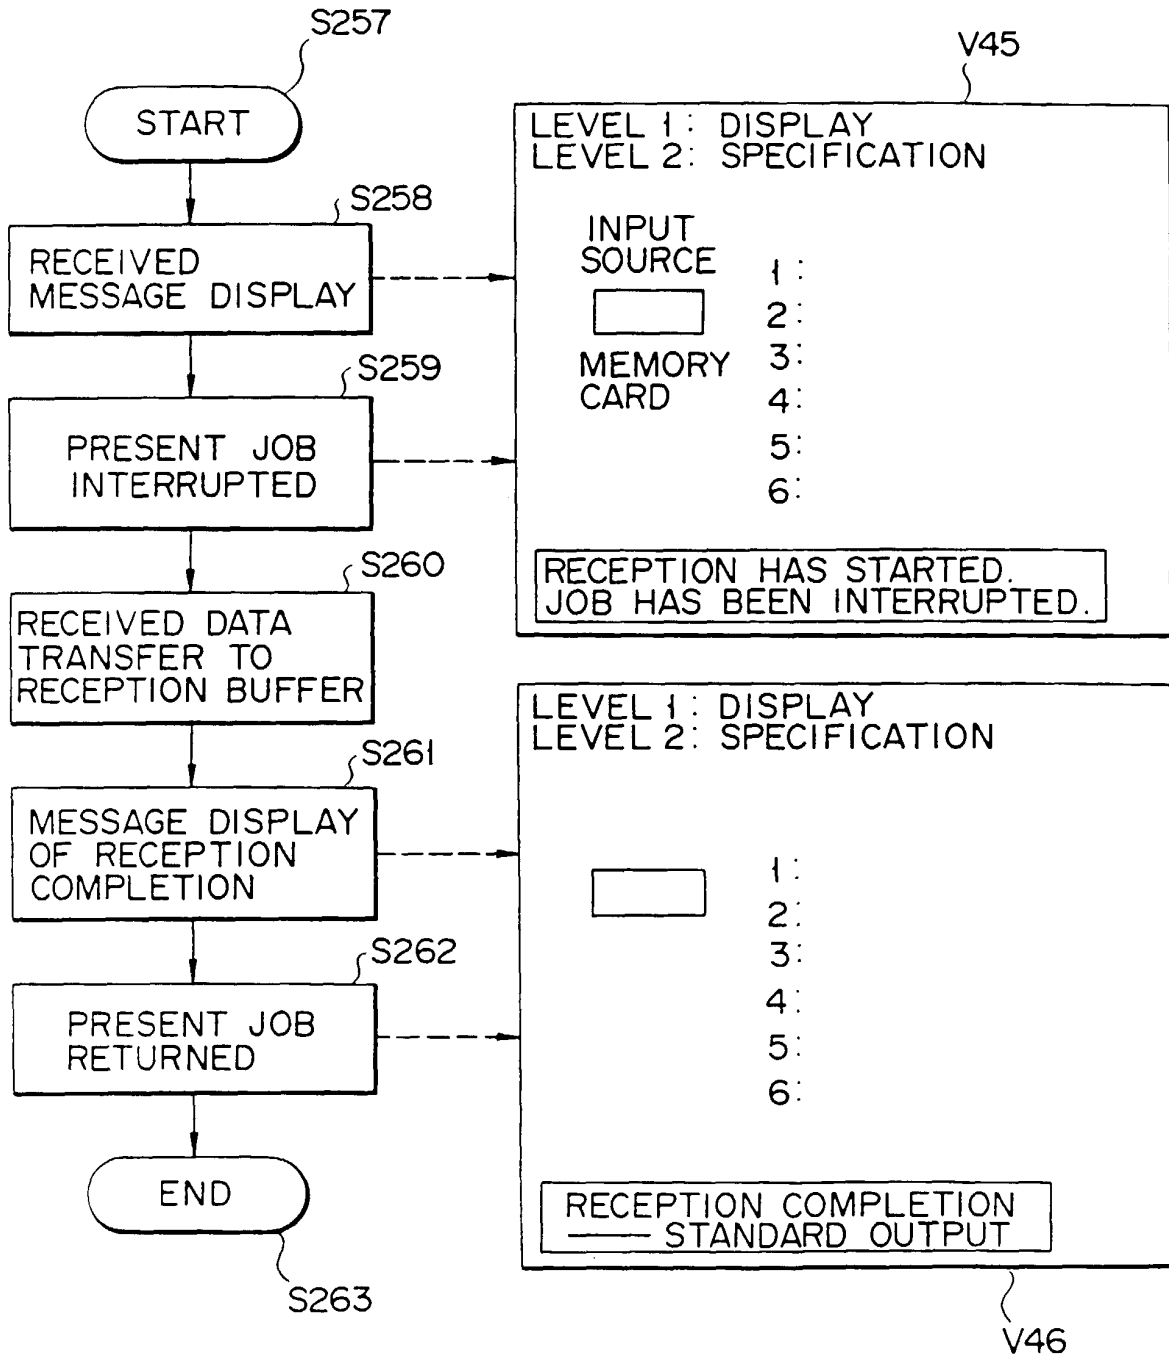 S257
START
S258
RECEIVED
MESSAGE DISPLAY
S259
PRESENT JOB
INTERRUPTED
S260
RECEIVED DATA
TRANSFER TO
RECEPTION BUFFER
S261
MESSAGE DISPLAY
OF RECEPTION
COMPLETION
S262
PRESENT JOB
RETURNED
END
S263
V45
LEVEL 1: DISPLAY
LEVEL 2: SPECIFICATION
INPUT
SOURCE
MEMORY
CARD
1:
2:
3:
4:
5:
6:
RECEPTION HAS STARTED.
JOB HAS BEEN INTERRUPTED.
LEVEL 1: DISPLAY
LEVEL 2: SPECIFICATION
1:
2:
3:
4:
5:
6:
RECEPTION COMPLETION
—— STANDARD OUTPUT
V46